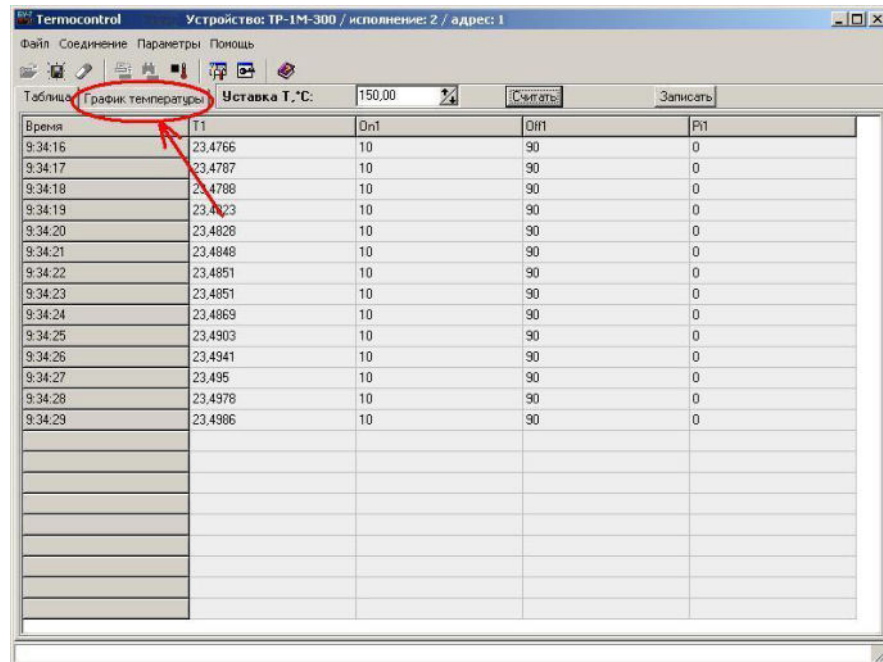 Termocontrol Устройство: ТР-1М-300 / исполнение: 2 / адрес: 1
Файл Соединение Параметры Помощь
Таблица График температуры Уставка Т,°С: 150,00 Считать Записать
Время T1 On1 Off1 Pi1
9:34:16 23,4766 10 90 0
9:34:17 23,4787 10 90 0
9:34:18 23,4788 10 90 0
9:34:19 23,4823 10 90 0
9:34:20 23,4828 10 90 0
9:34:21 23,4848 10 90 0
9:34:22 23,4851 10 90 0
9:34:23 23,4851 10 90 0
9:34:24 23,4869 10 90 0
9:34:25 23,4903 10 90 0
9:34:26 23,4941 10 90 0
9:34:27 23,495 10 90 0
9:34:28 23,4978 10 90 0
9:34:29 23,4986 10 90 0